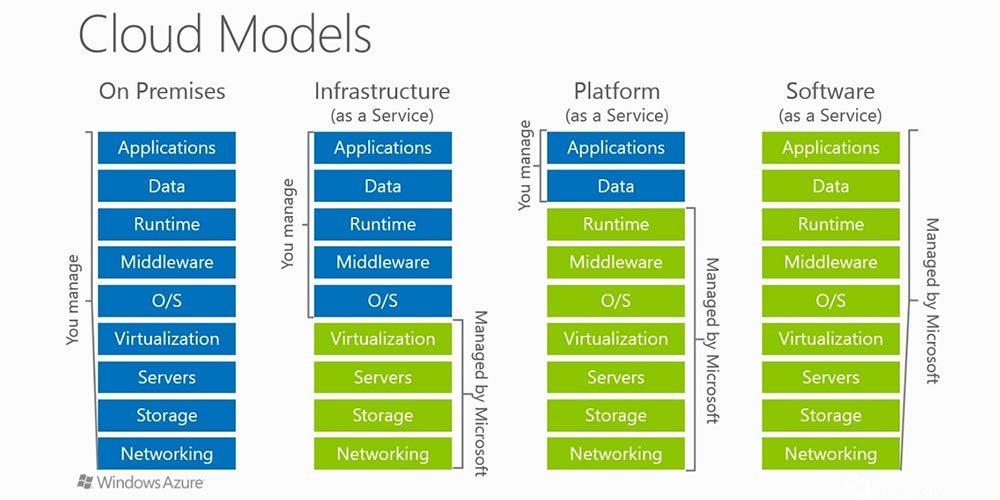 Cloud Models
On Premises
You manage
Applications
Data
Runtime
Middleware
O/S
Virtualization
Servers
Storage
Networking
Infrastructure
(as a Service)
You manage
Applications
Data
Runtime
Middleware
O/S
Virtualization
Servers
Storage
Networking
Managed by Microsoft
Platform
(as a Service)
You manage
Applications
Data
Runtime
Middleware
O/S
Virtualization
Servers
Storage
Networking
Managed by Microsoft
Software
(as a Service)
Applications
Data
Runtime
Middleware
O/S
Virtualization
Servers
Storage
Networking
Managed by Microsoft
Windows Azure